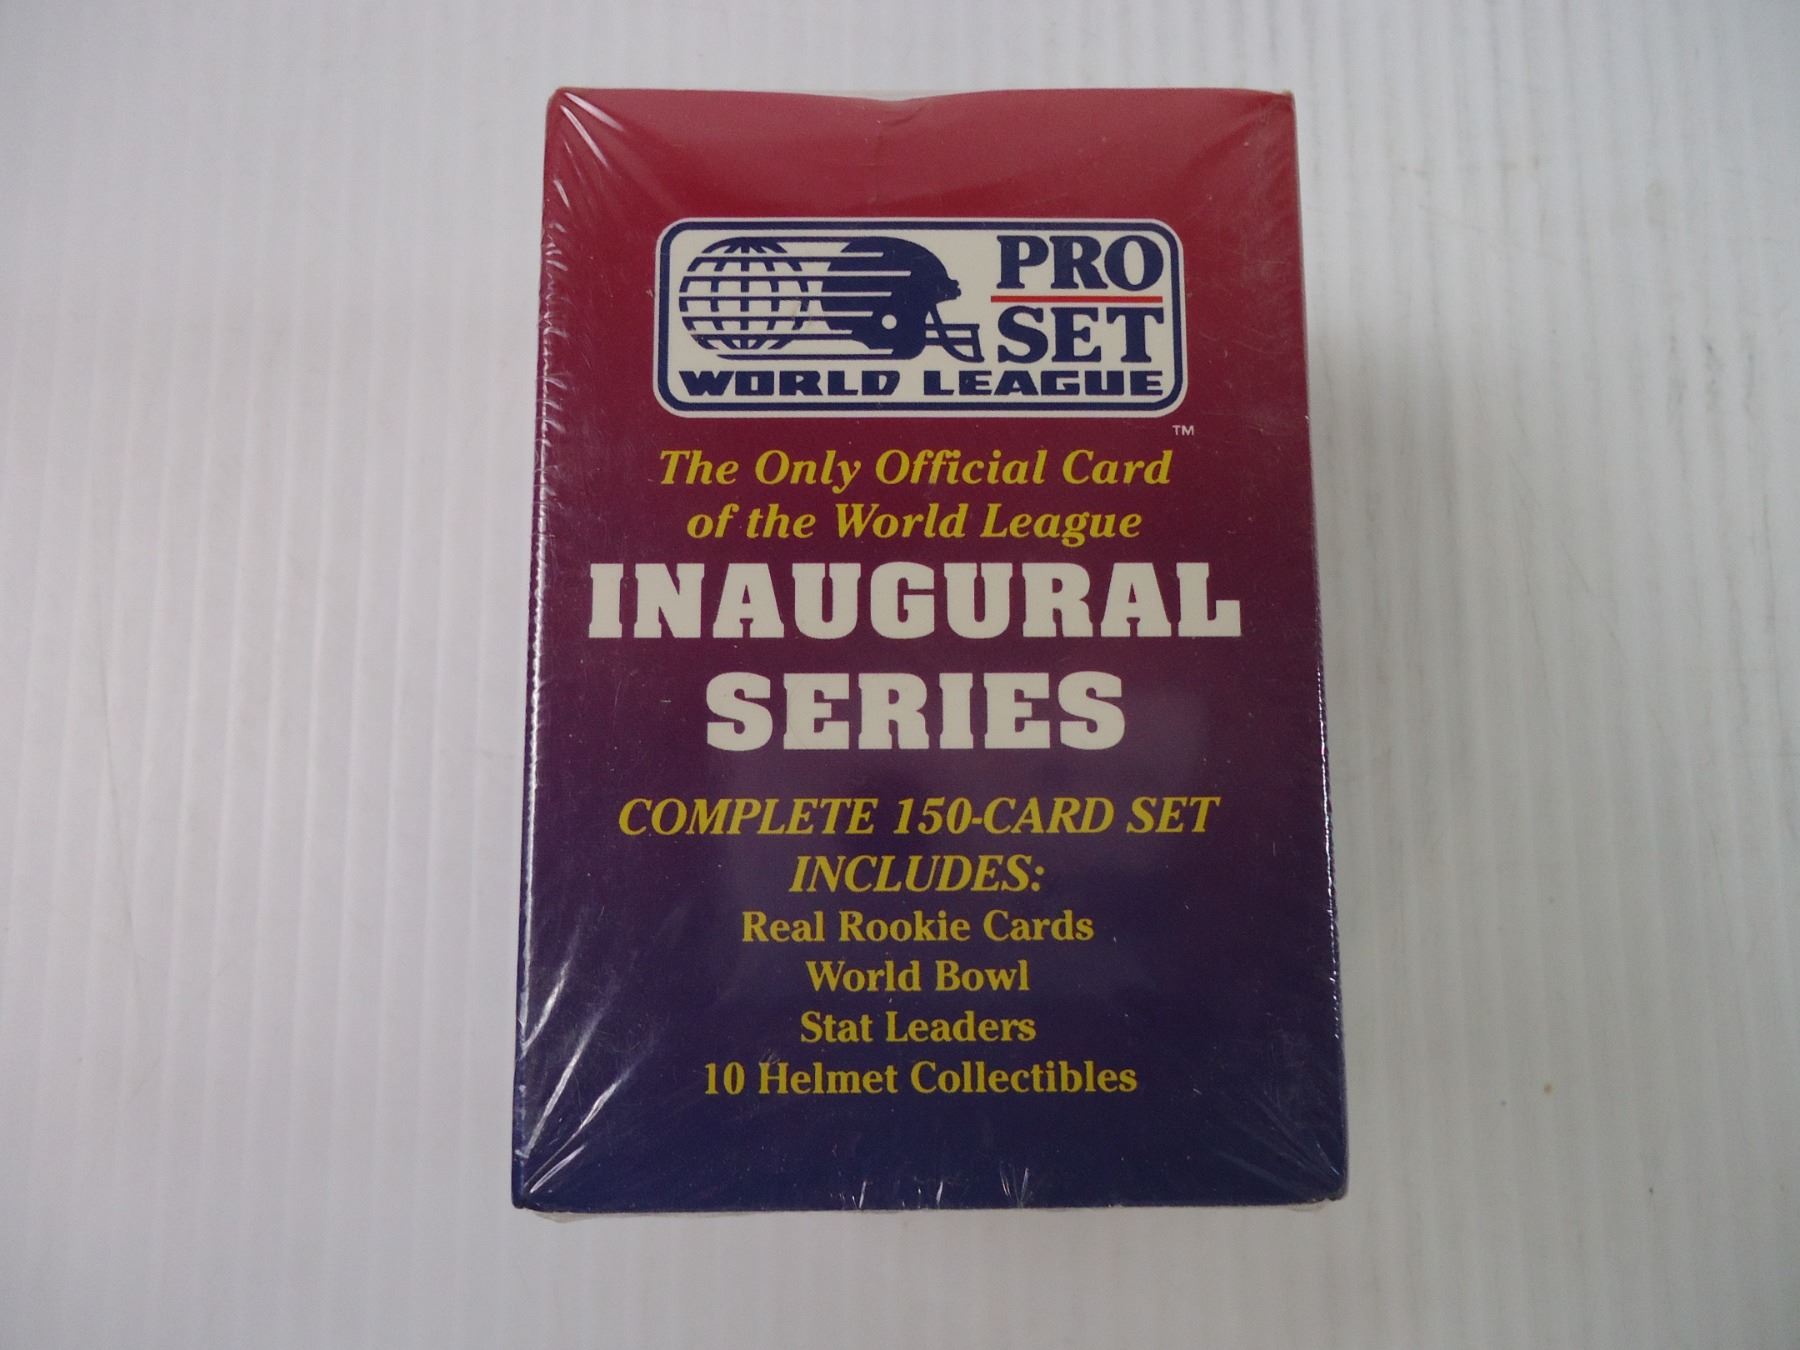 PRO
SET
WORLD LEAGUE
TM
The Only Official Card
of the World League
INAUGURAL
SERIES
COMPLETE 150-CARD SET
INCLUDES:
Real Rookie Cards
World Bowl
Stat Leaders
10 Helmet Collectibles